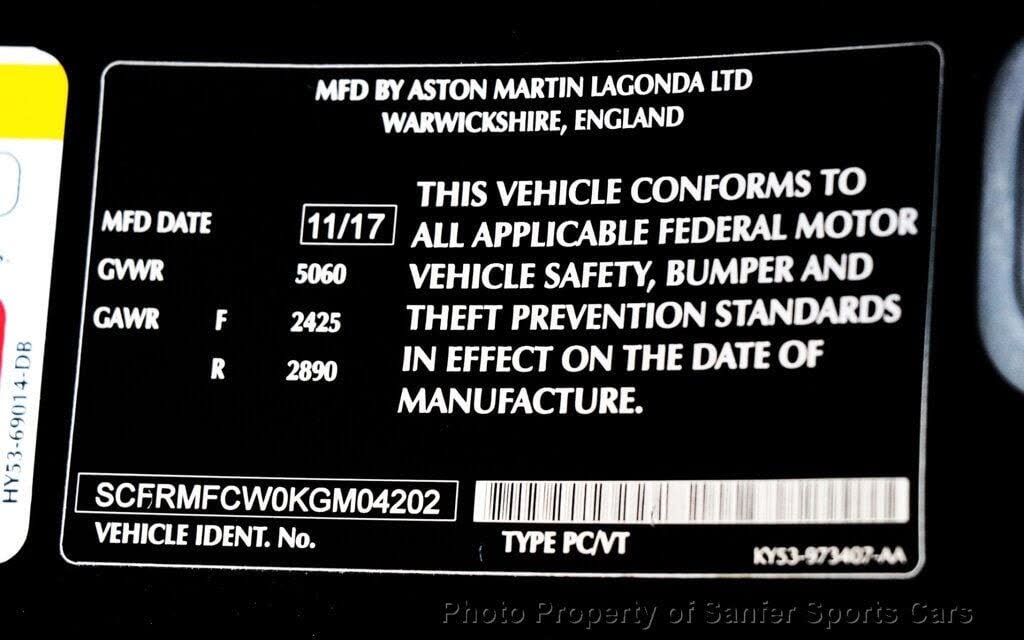 MFD BY ASTON MARTIN LAGONDA LTD
WARWICKSHIRE, ENGLAND
MFD DATE 11/17
GVWR 5060
GAWR F 2425
R 2890
THIS VEHICLE CONFORMS TO
ALL APPLICABLE FEDERAL MOTOR
VEHICLE SAFETY, BUMPER AND
THEFT PREVENTION STANDARDS
IN EFFECT ON THE DATE OF
MANUFACTURE.
SCFRMFCW0KGM04202
VEHICLE IDENT. No.
TYPE PC/VT
KY53-973407-AA
HY53-69014-DB
Photo Property of Sanfer Sports Cars